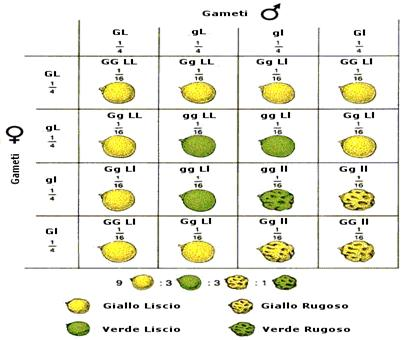 Gameti ♂
GL gL gl Gl
1/4 1/4 1/4 1/4
GL 1/4 GG LL Gg LL Gg Ll GG Ll
1/16 1/16 1/16 1/16
gL 1/4 Gg LL gg LL gg Ll Gg Ll
1/16 1/16 1/16 1/16
♀ Gameti
gl 1/4 Gg Ll gg Ll gg ll Gg ll
1/16 1/16 1/16 1/16
Gl 1/4 GG Ll Gg Ll Gg ll GG ll
1/16 1/16 1/16 1/16
9 : 3 : 3 : 1
Giallo Liscio Giallo Rugoso
Verde Liscio Verde Rugoso